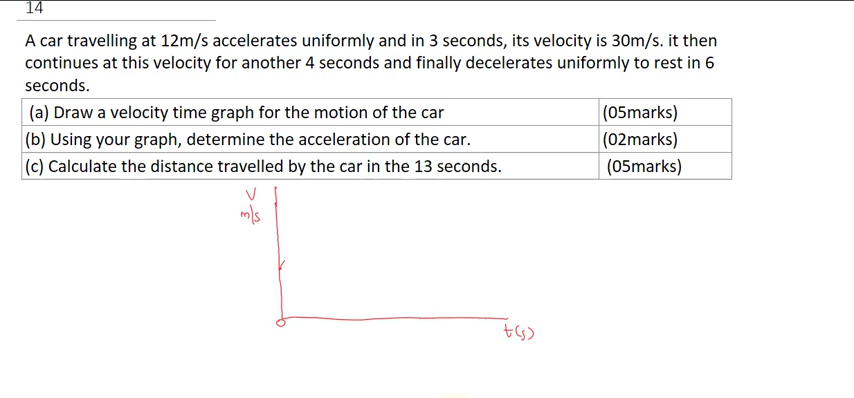 14
A car travelling at 12m/s accelerates uniformly and in 3 seconds, its velocity is 30m/s. it then
continues at this velocity for another 4 seconds and finally decelerates uniformly to rest in 6
seconds.
(a) Draw a velocity time graph for the motion of the car (05marks)
(b) Using your graph, determine the acceleration of the car. (02marks)
(c) Calculate the distance travelled by the car in the 13 seconds. (05marks)
V
m/s
0
t(s)